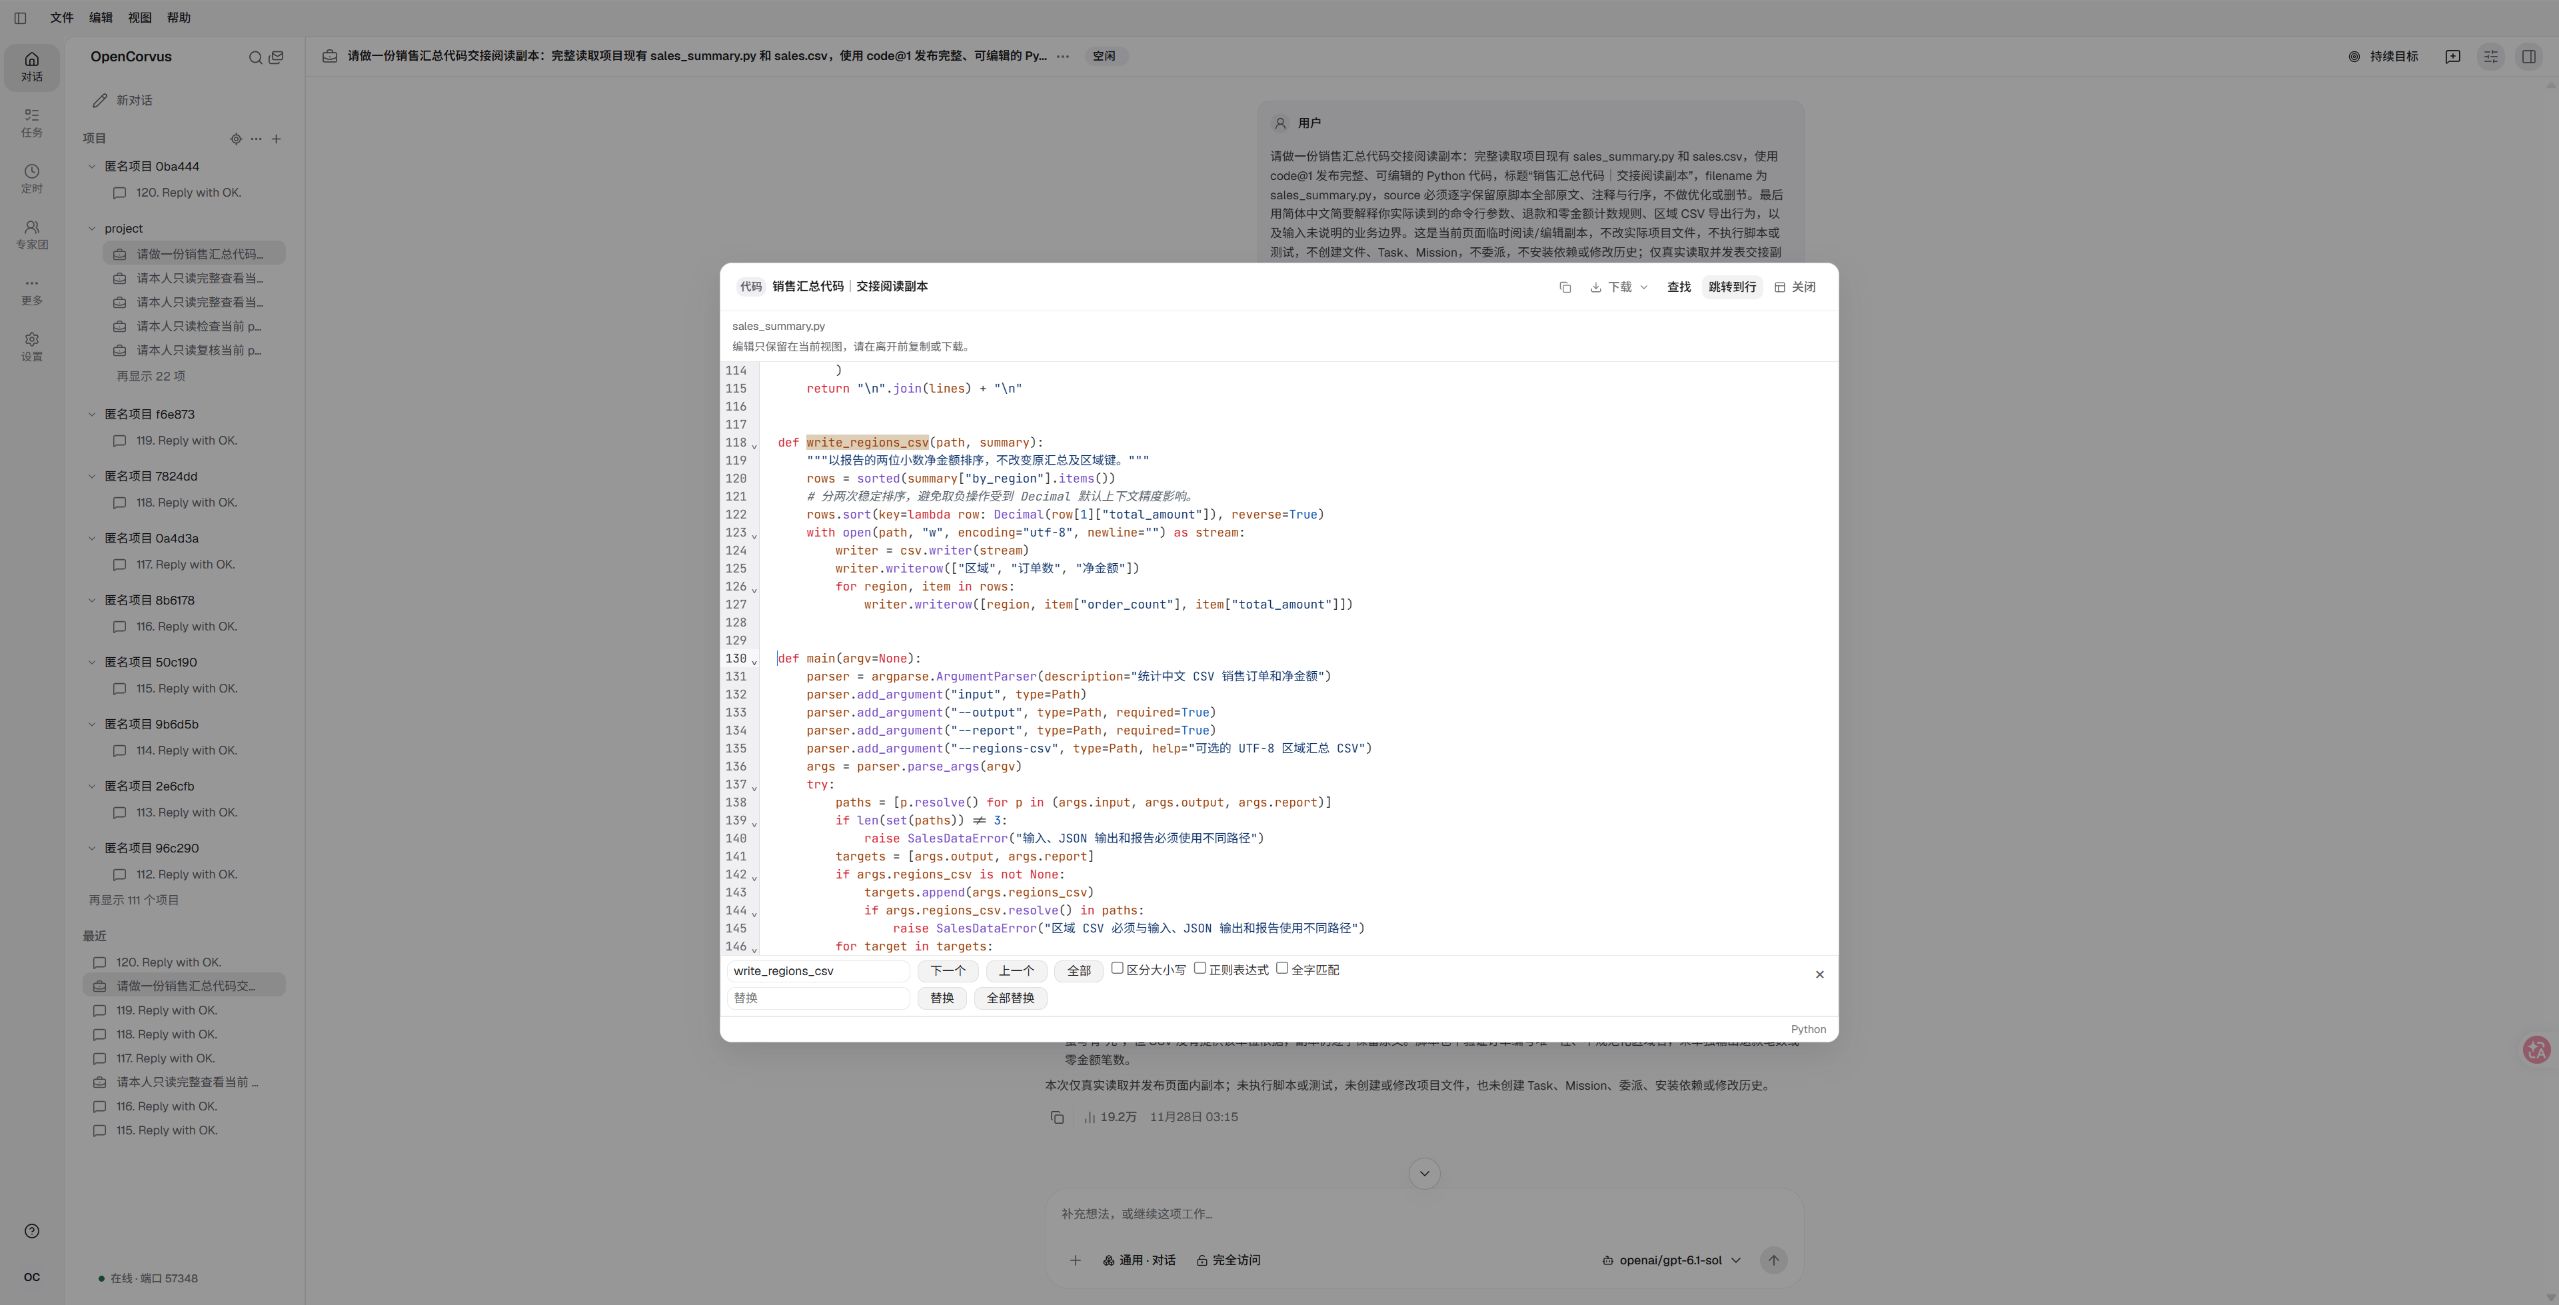 文件 编辑 视图 帮助
对话
任务
定时
专家团
更多
设置
OC
OpenCorvus
新对话
项目
匿名项目 0ba444
120. Reply with OK.
project
请做一份销售汇总代码...
请本人只读完整查看当...
请本人只读完整查看当...
请本人只读检查当前 p...
请本人只读复核当前 p...
再显示 22 项
匿名项目 f6e873
119. Reply with OK.
匿名项目 7824dd
118. Reply with OK.
匿名项目 0a4d3a
117. Reply with OK.
匿名项目 8b6178
116. Reply with OK.
匿名项目 50c190
115. Reply with OK.
匿名项目 9b6d5b
114. Reply with OK.
匿名项目 2e6cfb
113. Reply with OK.
匿名项目 96c290
112. Reply with OK.
再显示 111 个项目
最近
120. Reply with OK.
请做一份销售汇总代码交...
119. Reply with OK.
118. Reply with OK.
117. Reply with OK.
请本人只读完整查看当前 ...
116. Reply with OK.
115. Reply with OK.
在线 · 端口 57348
请做一份销售汇总代码交接阅读副本：完整读取项目现有 sales_summary.py 和 sales.csv，使用 code@1 发布完整、可编辑的 Py... ... 空闲
持续目标
用户
请做一份销售汇总代码交接阅读副本：完整读取项目现有 sales_summary.py 和 sales.csv，使用
code@1 发布完整、可编辑的 Python 代码，标题“销售汇总代码｜交接阅读副本”，filename 为
sales_summary.py，source 必须逐字保留原脚本全部原文、注释与行序，不做优化或删节。最后
用简体中文简要解释你实际读到的命令行参数、退款和零金额计数规则、区域 CSV 导出行为，以
及输入未说明的业务边界。这是当前页面临时阅读/编辑副本，不改实际项目文件，不执行脚本或
测试，不创建文件、Task、Mission，不委派，不安装依赖或修改历史；仅真实读取并发表交接副
代码 销售汇总代码｜交接阅读副本
下载 查找 跳转到行 关闭
sales_summary.py
编辑只保留在当前视图，请在离开前复制或下载。
114         )
115     return "\n".join(lines) + "\n"
116
117
118 def write_regions_csv(path, summary):
119     """以报告的两位小数净金额排序，不改变原汇总及区域键。"""
120     rows = sorted(summary["by_region"].items())
121     # 分两次稳定排序，避免取负操作受到 Decimal 默认上下文精度影响。
122     rows.sort(key=lambda row: Decimal(row[1]["total_amount"]), reverse=True)
123     with open(path, "w", encoding="utf-8", newline="") as stream:
124         writer = csv.writer(stream)
125         writer.writerow(["区域", "订单数", "净金额"])
126         for region, item in rows:
127             writer.writerow([region, item["order_count"], item["total_amount"]])
128
129
130 def main(argv=None):
131     parser = argparse.ArgumentParser(description="统计中文 CSV 销售订单和净金额")
132     parser.add_argument("input", type=Path)
133     parser.add_argument("--output", type=Path, required=True)
134     parser.add_argument("--report", type=Path, required=True)
135     parser.add_argument("--regions-csv", type=Path, help="可选的 UTF-8 区域汇总 CSV")
136     args = parser.parse_args(argv)
137     try:
138         paths = [p.resolve() for p in (args.input, args.output, args.report)]
139         if len(set(paths)) != 3:
140             raise SalesDataError("输入、JSON 输出和报告必须使用不同路径")
141         targets = [args.output, args.report]
142         if args.regions_csv is not None:
143             targets.append(args.regions_csv)
144             if args.regions_csv.resolve() in paths:
145                 raise SalesDataError("区域 CSV 必须与输入、JSON 输出和报告使用不同路径")
146         for target in targets:
write_regions_csv 下一个 上一个 全部 区分大小写 正则表达式 全字匹配
替换 替换 全部替换
Python
零金额笔数。
本次仅真实读取并发布页面内副本；未执行脚本或测试，未创建或修改项目文件，也未创建 Task、Mission、委派、安装依赖或修改历史。
19.2万 11月28日 03:15
补充想法，或继续这项工作...
通用 · 对话 完全访问
openai/gpt-6.1-sol